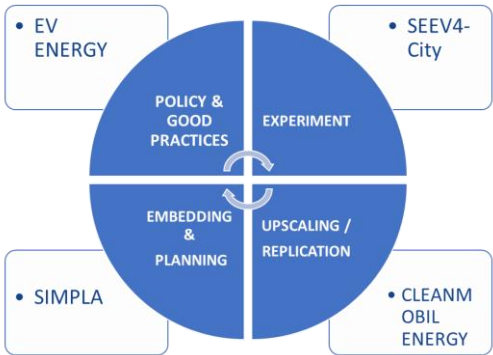 • EV
ENERGY
• SEEV4-
City
POLICY &
GOOD
PRACTICES
EXPERIMENT
EMBEDDING
&
PLANNING
UPSCALING /
REPLICATION
• SIMPLA
• CLEANM
OBIL
ENERGY